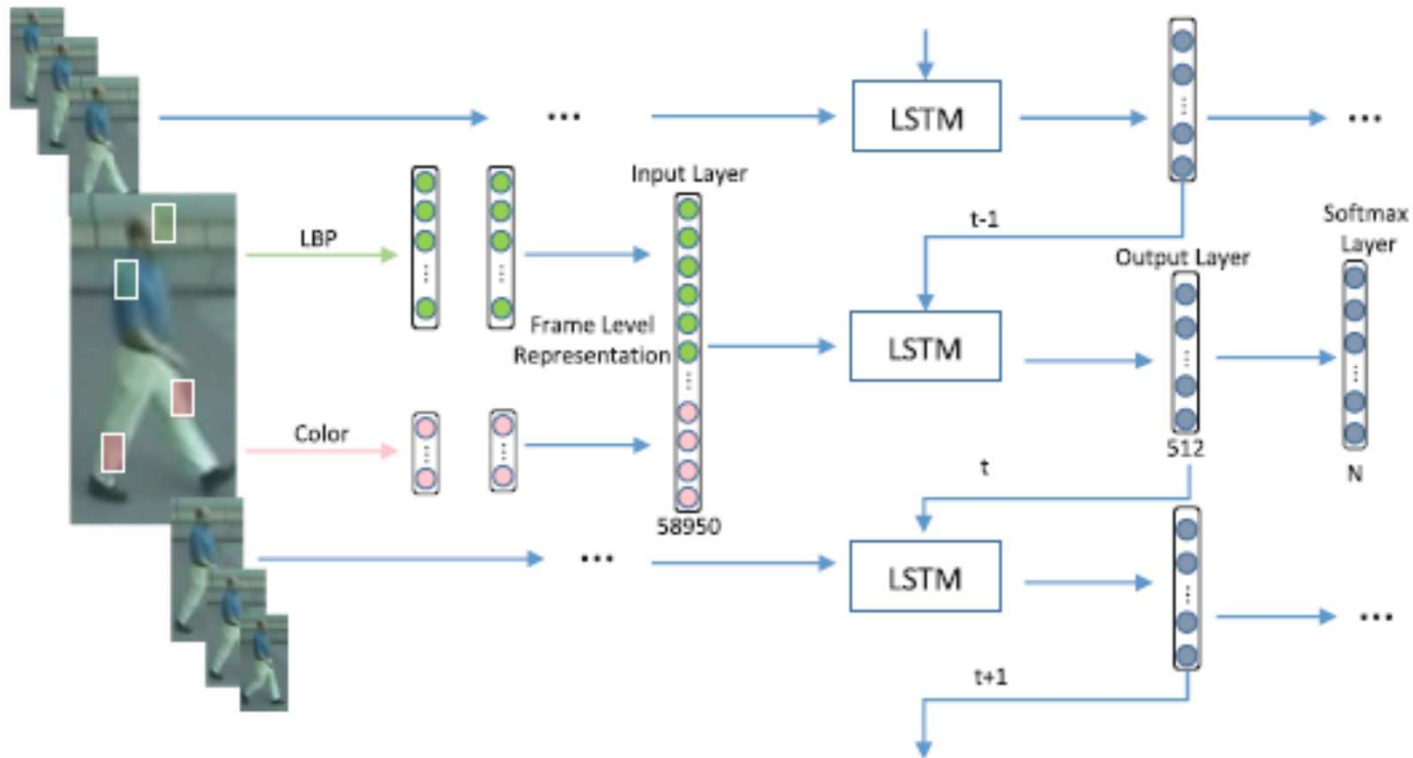 LSTM
...
...
Input Layer
LBP
t-1
Softmax
Layer
Output Layer
Frame Level
Representation
LSTM
Color
512
t
N
58950
...
LSTM
...
t+1